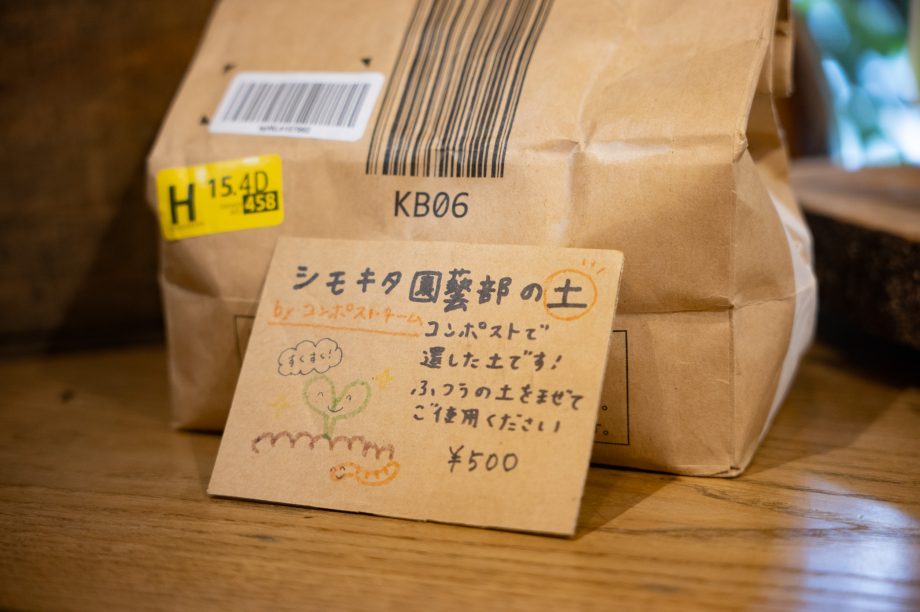 H 15.4D
458
KB06
シモキタ園藝部の土
by コンポストチーム
コンポストで
還した土です!
すくすく!
ふつうの土をまぜて
ご使用ください
¥500